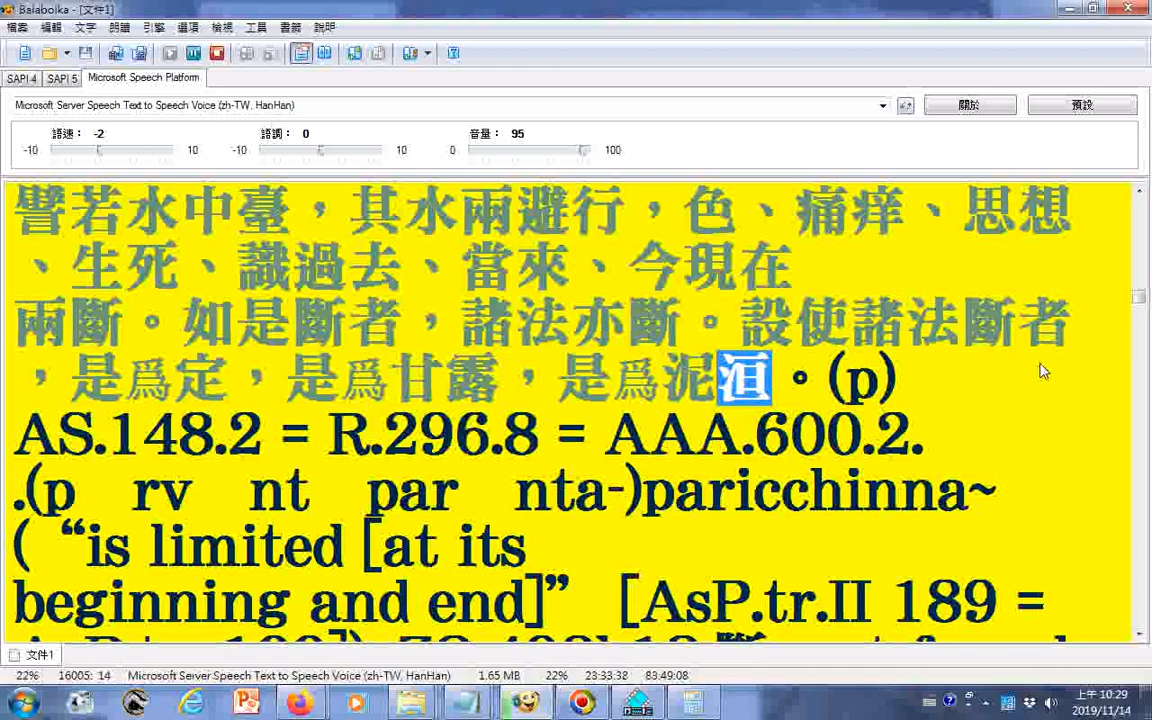 Balabolka - [文件1]
檔案 編輯 文字 朗讀 引擎 選項 檢視 工具 書籤 說明
SAPI 4 SAPI 5 Microsoft Speech Platform
Microsoft Server Speech Text to Speech Voice (zh-TW, HanHan) 關於 預設
語速： -2 語調： 0 音量： 95
-10 10 -10 10 0 100
譬若水中臺，其水兩避行，色、痛痒、思想
、生死、識過去、當來、今現在
兩斷。如是斷者，諸法亦斷。設使諸法斷者
，是爲定，是爲甘露，是爲泥洹。(p)
AS.148.2 = R.296.8 = AAA.600.2.
.(p rv nt par nta-)paricchinna~
( “is limited [at its
beginning and end]” [AsP.tr.II 189 =
文件1
22% 16005: 14 Microsoft Server Speech Text to Speech Voice (zh-TW, HanHan) 1.65 MB 22% 23:33:38 83:49:08
上午 10:29
2019/11/14